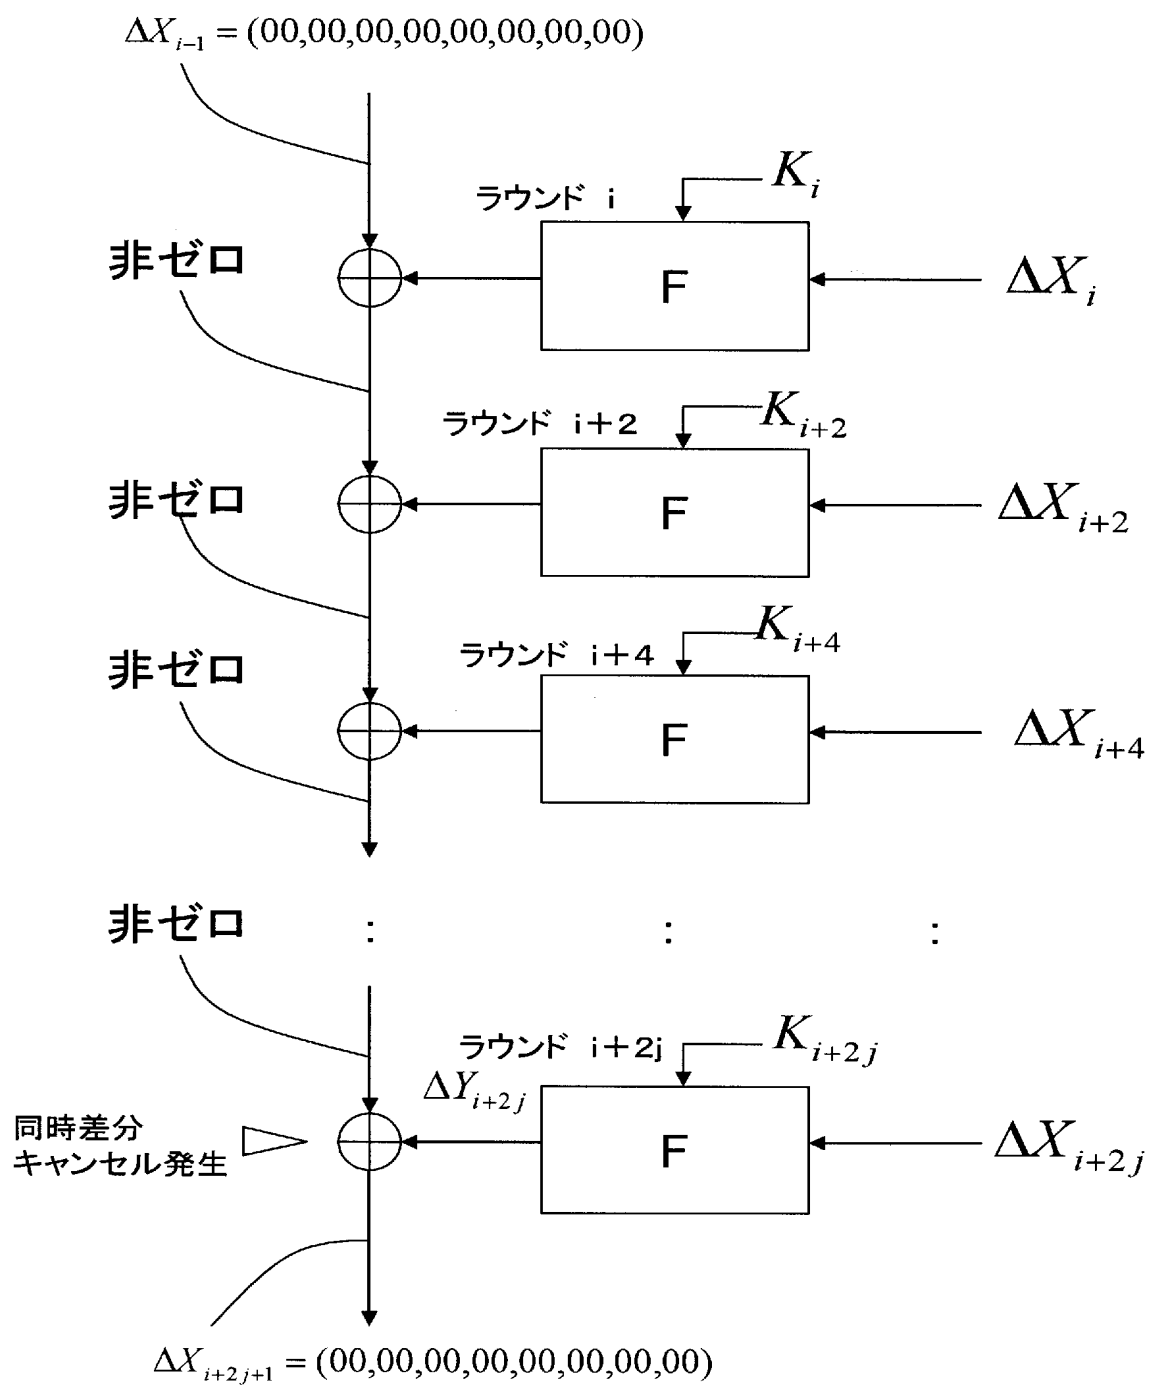 ΔX_{i-1} = (00,00,00,00,00,00,00,00)
K_i
ラウンド i
非ゼロ
F
ΔX_i
K_{i+2}
ラウンド i+2
非ゼロ
F
ΔX_{i+2}
K_{i+4}
ラウンド i+4
非ゼロ
F
ΔX_{i+4}
非ゼロ
: : :
K_{i+2j}
ラウンド i+2j
ΔY_{i+2j}
同時差分
キャンセル発生
F
ΔX_{i+2j}
ΔX_{i+2j+1} = (00,00,00,00,00,00,00,00)